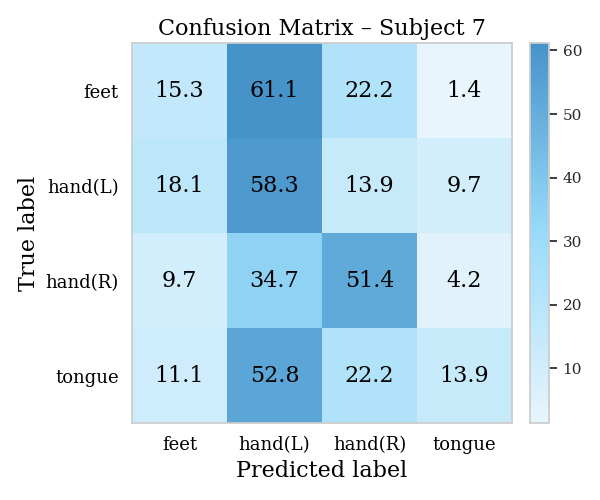 Confusion Matrix – Subject 7
True label
feet 15.3 61.1 22.2 1.4
hand(L) 18.1 58.3 13.9 9.7
hand(R) 9.7 34.7 51.4 4.2
tongue 11.1 52.8 22.2 13.9
feet hand(L) hand(R) tongue
Predicted label
60
50
40
30
20
10